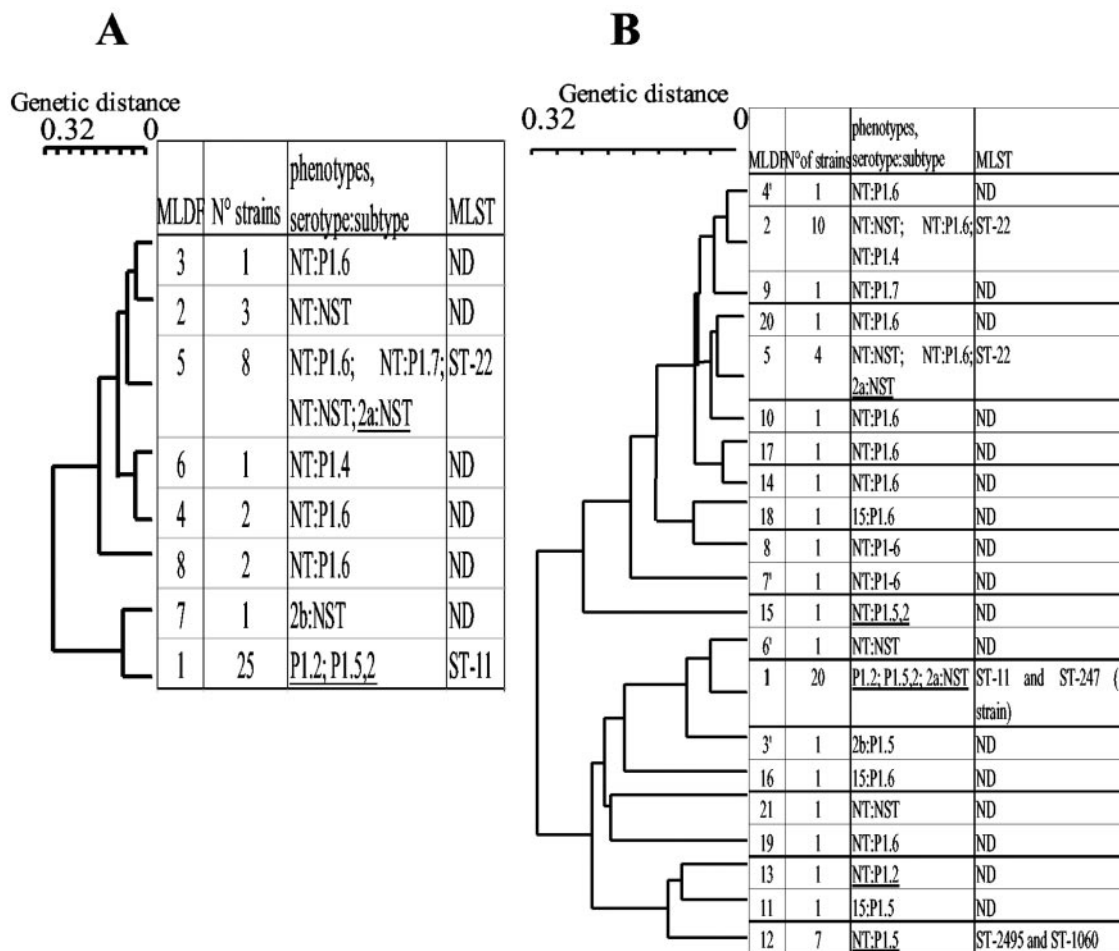 A
B
Genetic distance
0.32 0
MLDF N° strains phenotypes, serotype:subtype MLST
3 1 NT:P1.6 ND
2 3 NT:NST ND
5 8 NT:P1.6; NT:P1.7; ST-22
NT:NST; 2a:NST
6 1 NT:P1.4 ND
4 2 NT:P1.6 ND
8 2 NT:P1.6 ND
7 1 2b:NST ND
1 25 P1.2; P1.5,2 ST-11
Genetic distance
0.32 0
MLDF N°of strains phenotypes, serotype:subtype MLST
4' 1 NT:P1.6 ND
2 10 NT:NST; NT:P1.6; ST-22
NT:P1.4
9 1 NT:P1.7 ND
20 1 NT:P1.6 ND
5 4 NT:NST; NT:P1.6; ST-22
2a:NST
10 1 NT:P1.6 ND
17 1 NT:P1.6 ND
14 1 NT:P1.6 ND
18 1 15:P1.6 ND
8 1 NT:P1-6 ND
7' 1 NT:P1-6 ND
15 1 NT:P1.5,2 ND
6' 1 NT:NST ND
1 20 P1.2; P1.5,2; 2a:NST ST-11 and ST-247 (
strain)
3' 1 2b:P1.5 ND
16 1 15:P1.6 ND
21 1 NT:NST ND
19 1 NT:P1.6 ND
13 1 NT:P1.2 ND
11 1 15:P1.5 ND
12 7 NT:P1.5 ST-2495 and ST-1060